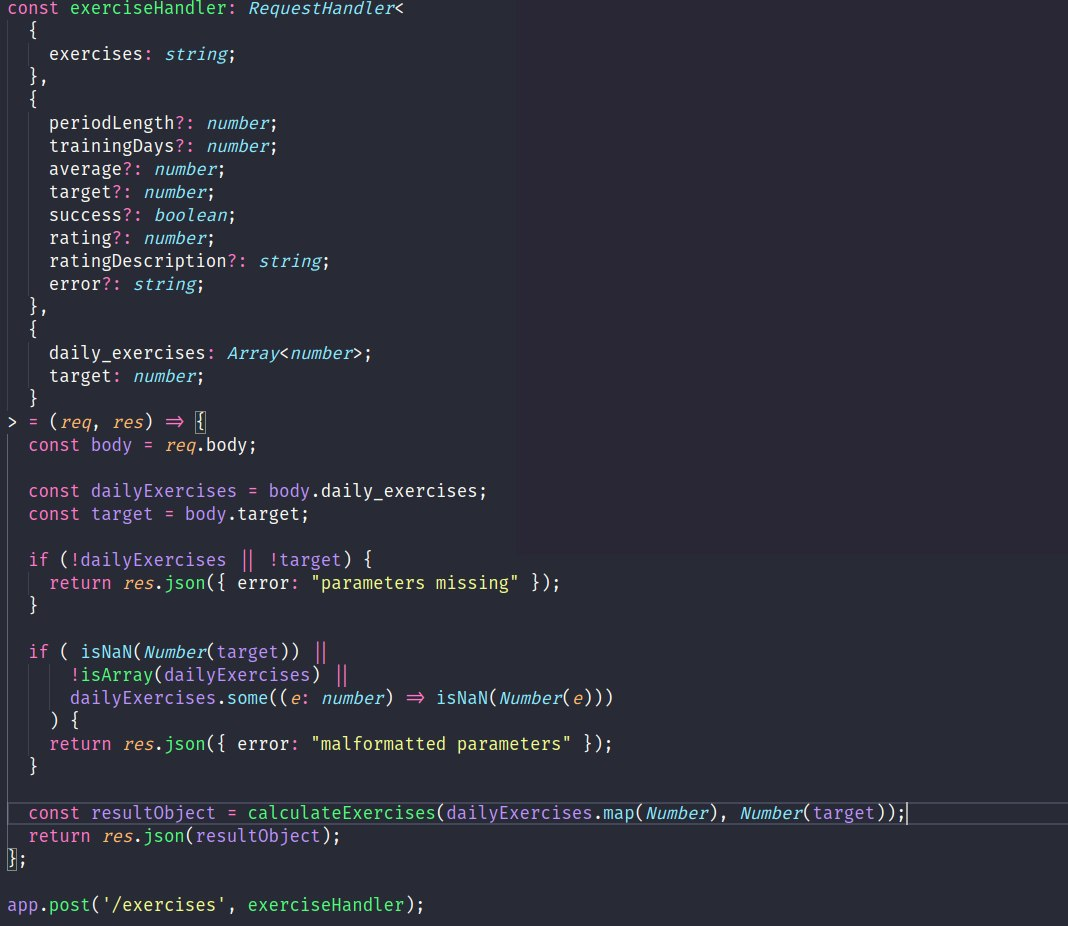 const exerciseHandler: RequestHandler<
  {
    exercises: string;
  },
  {
    periodLength?: number;
    trainingDays?: number;
    average?: number;
    target?: number;
    success?: boolean;
    rating?: number;
    ratingDescription?: string;
    error?: string;
  },
  {
    daily_exercises: Array<number>;
    target: number;
  }
> = (req, res) => {
  const body = req.body;

  const dailyExercises = body.daily_exercises;
  const target = body.target;

  if (!dailyExercises || !target) {
    return res.json({ error: "parameters missing" });
  }

  if ( isNaN(Number(target)) ||
      !isArray(dailyExercises) ||
      dailyExercises.some((e: number) => isNaN(Number(e)))
    ) {
    return res.json({ error: "malformatted parameters" });
  }

  const resultObject = calculateExercises(dailyExercises.map(Number), Number(target));
  return res.json(resultObject);
};

app.post('/exercises', exerciseHandler);